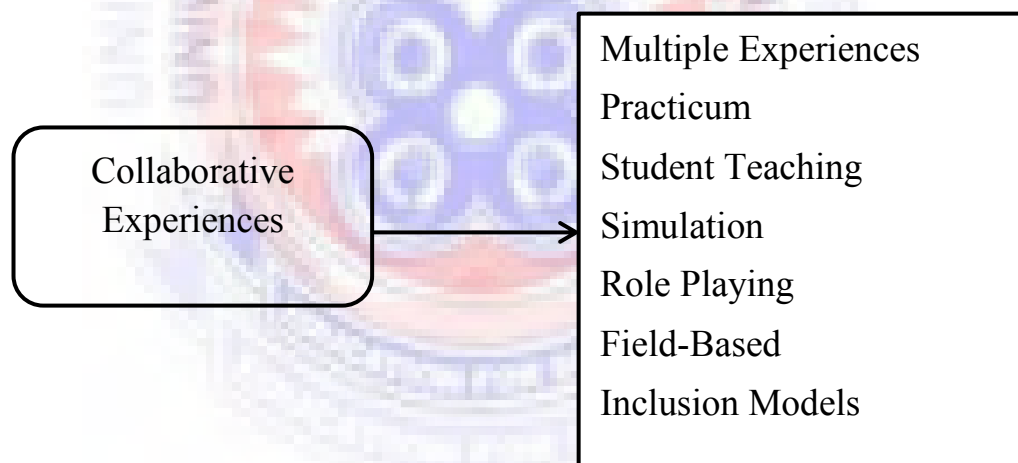 Collaborative
Experiences
Multiple Experiences
Practicum
Student Teaching
Simulation
Role Playing
Field-Based
Inclusion Models